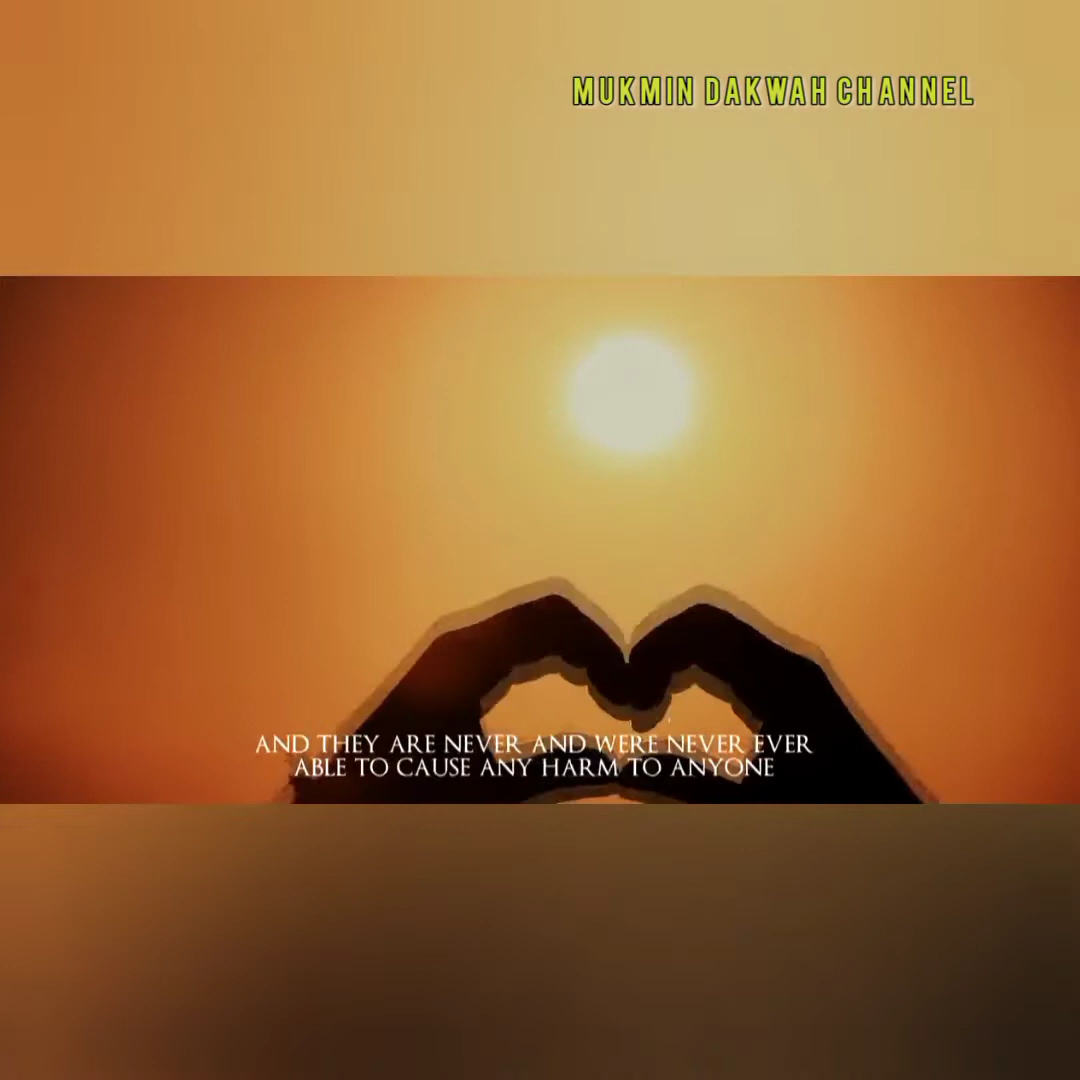 MUKMIN DAKWAH CHANNEL
AND THEY ARE NEVER AND WERE NEVER EVER
ABLE TO CAUSE ANY HARM TO ANYONE